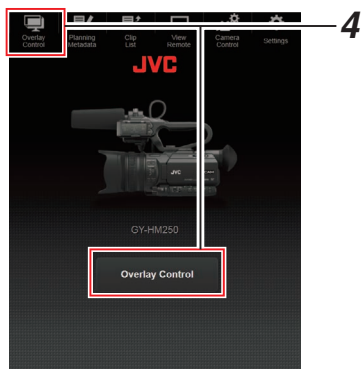 Overlay Control
Planning Metadata
Clip List
View Remote
Camera Control
Settings
4
JVC
JVC
GY-HM250
Overlay Control